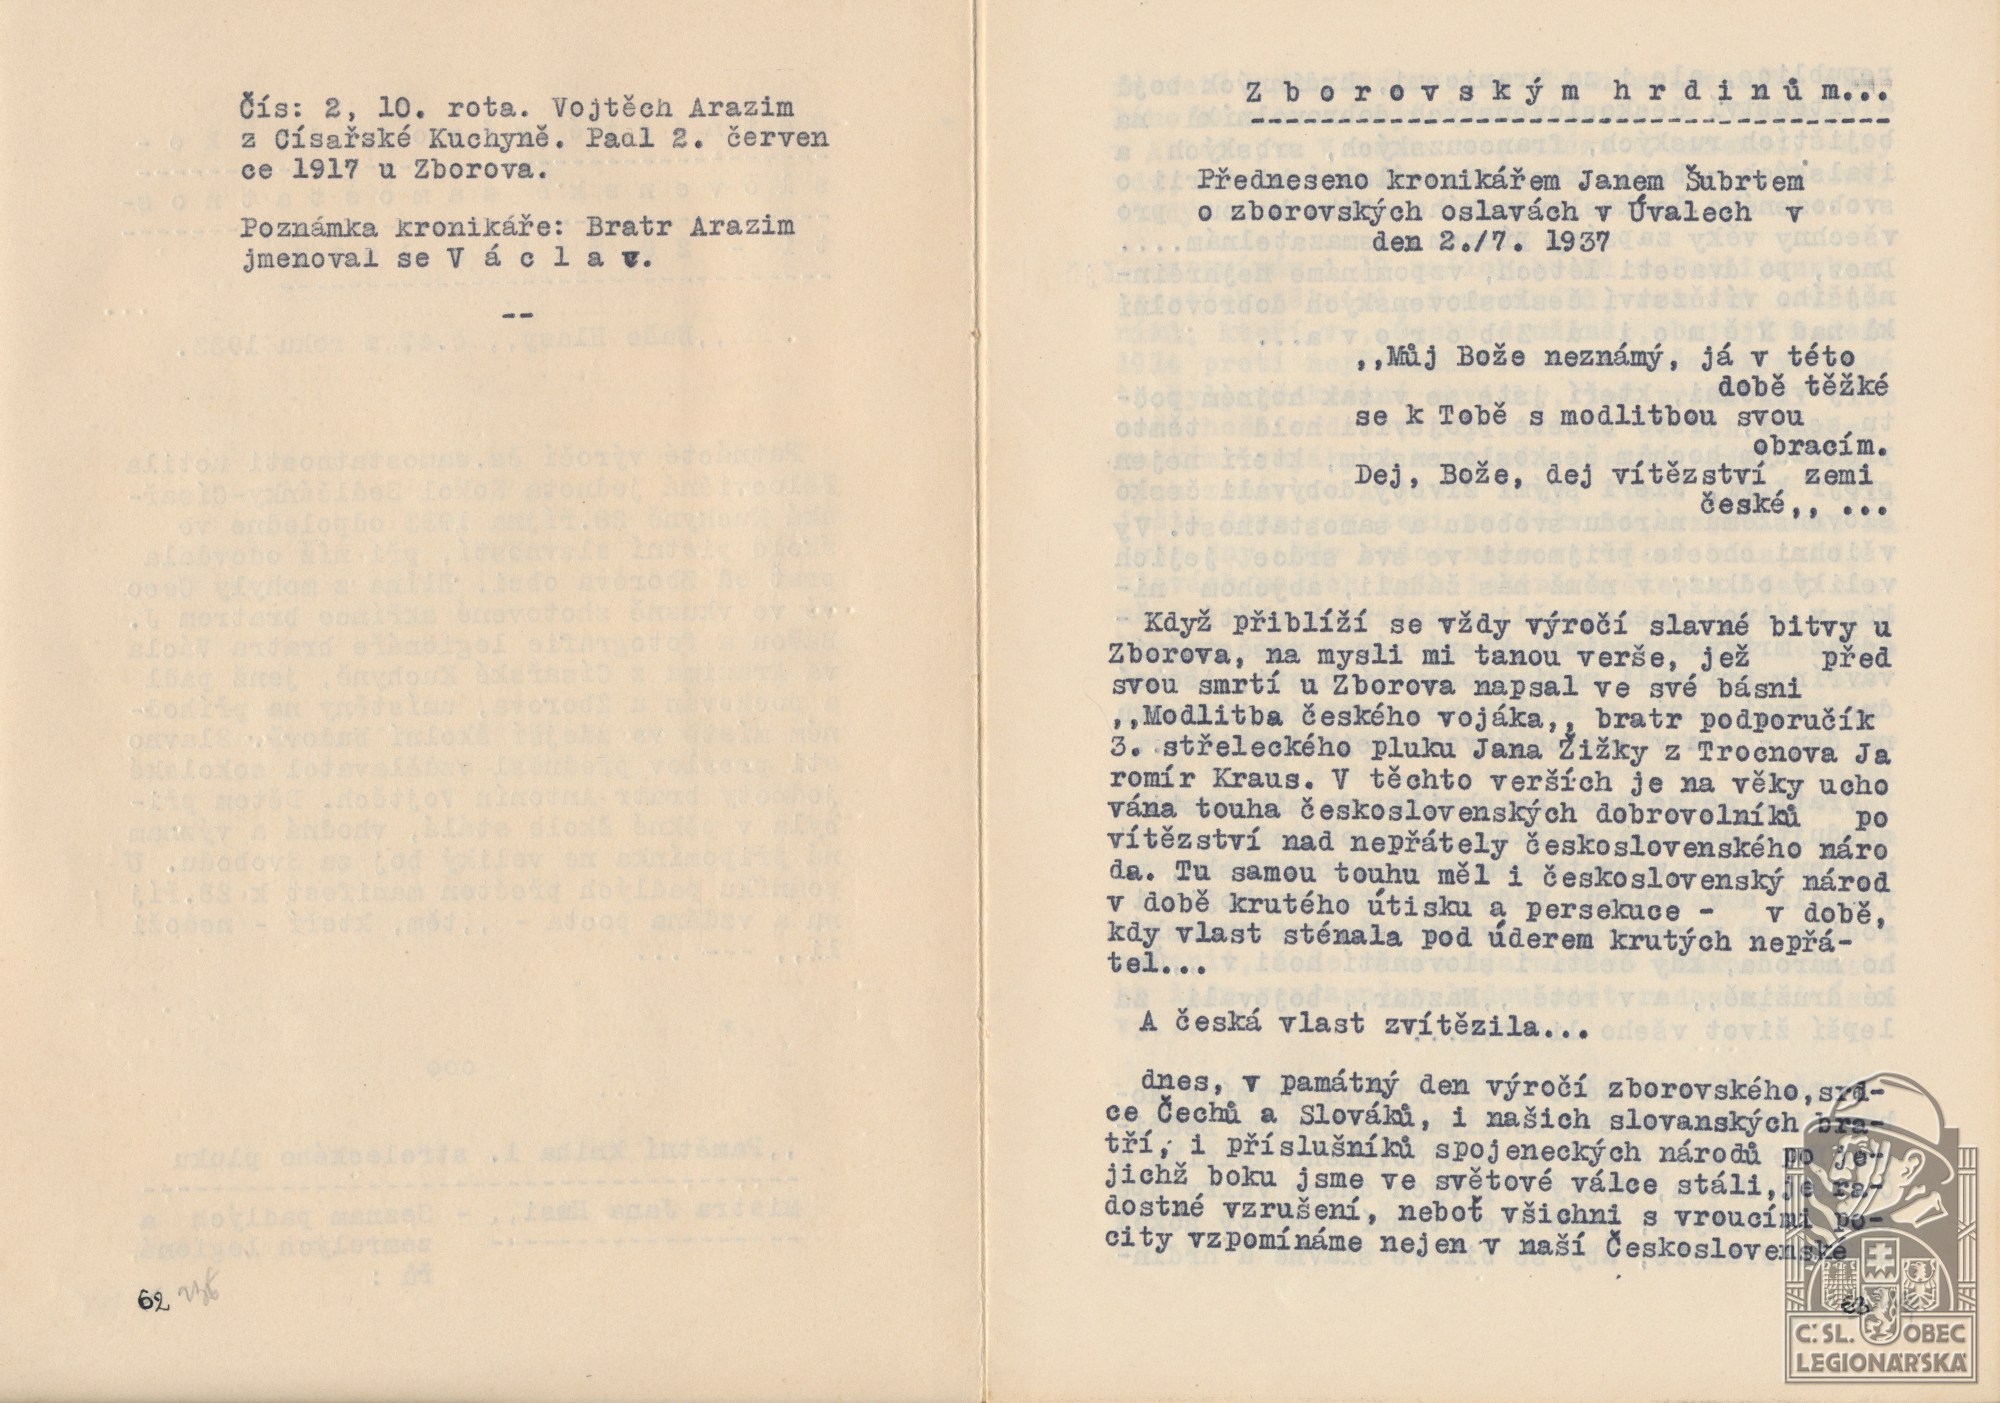 Čís: 2, 10. rota. Vojtěch Arazim
z Císařské Kuchyně. Padl 2. červen
ce 1917 u Zborova.
Poznámka kronikáře: Bratr Arazim
jmenoval se V á c l a v.
--
62
Z b o r o v s k ý m  h r d i n ů m...
Předneseno kronikářem Janem Šubrtem
o zborovských oslavách v Úvalech v
den 2./7. 1937
,,Můj Bože neznámý, já v této
době těžké
se k Tobě s modlitbou svou
obracím.
Dej, Bože, dej vítězství zemi
české,, ...
Když přiblíží se vždy výročí slavné bitvy u
Zborova, na mysli mi tanou verše, jež před
svou smrtí u Zborova napsal ve své básni
,,Modlitba českého vojáka,, bratr podporučík
3. střeleckého pluku Jana Žižky z Trocnova Ja
romír Kraus. V těchto verších je na věky ucho
vána touha československých dobrovolníků po
vítězství nad nepřátely československého náro
da. Tu samou touhu měl i československý národ
v době krutého útisku a persekuce - v době,
kdy vlast sténala pod úderem krutých nepřá-
tel...
A česká vlast zvítězila...
dnes, v památný den výročí zborovského, srd-
ce Čechů a Slováků, i našich slovanských bra-
tří, i příslušníků spojeneckých národů po je-
jichž boku jsme ve světové válce stáli, je ra-
dostné vzrušení, neboť všichni s vroucími po-
city vzpomínáme nejen v naší Československé
63
Č. SL. OBEC
LEGIONÁŘSKÁ